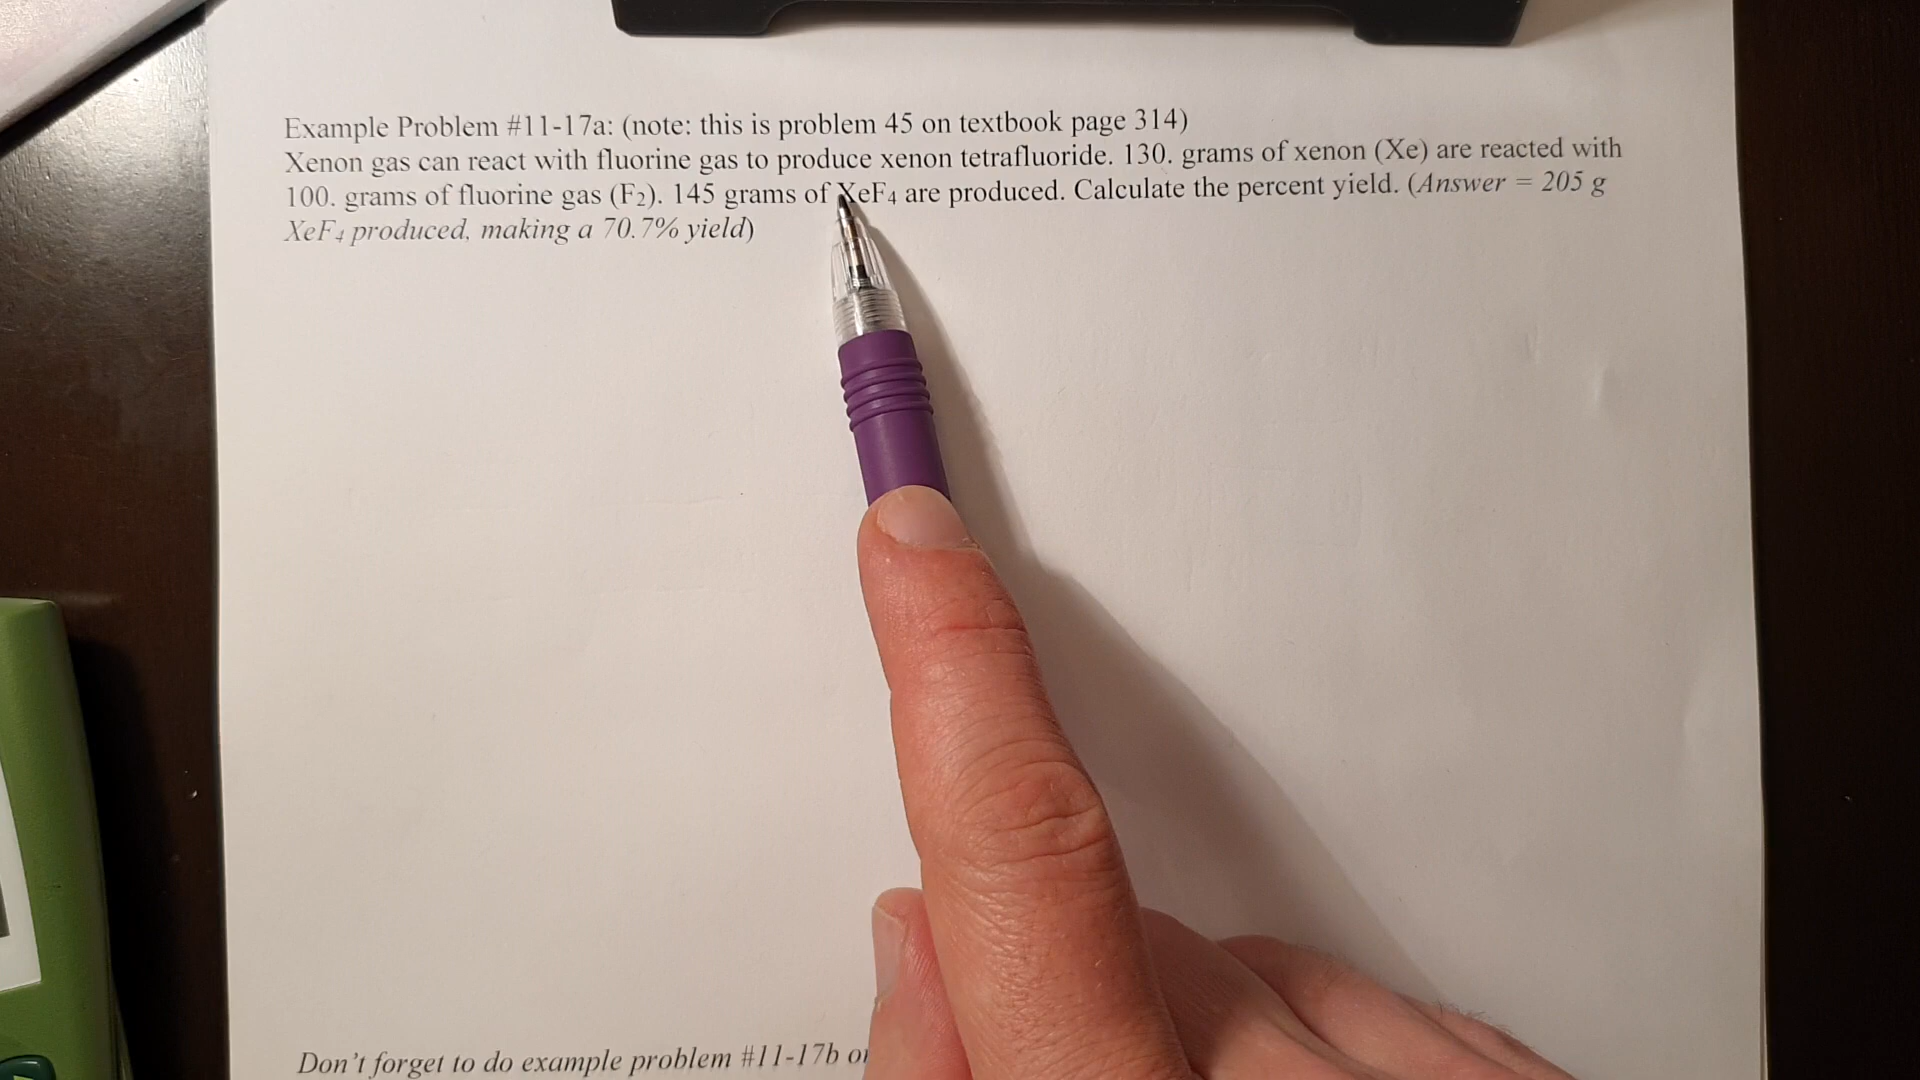 Example Problem #11-17a: (note: this is problem 45 on textbook page 314)
Xenon gas can react with fluorine gas to produce xenon tetrafluoride. 130. grams of xenon (Xe) are reacted with
100. grams of fluorine gas (F₂). 145 grams of XeF₄ are produced. Calculate the percent yield. (Answer = 205 g
XeF₄ produced, making a 70.7% yield)
Don't forget to do example problem #11-17b